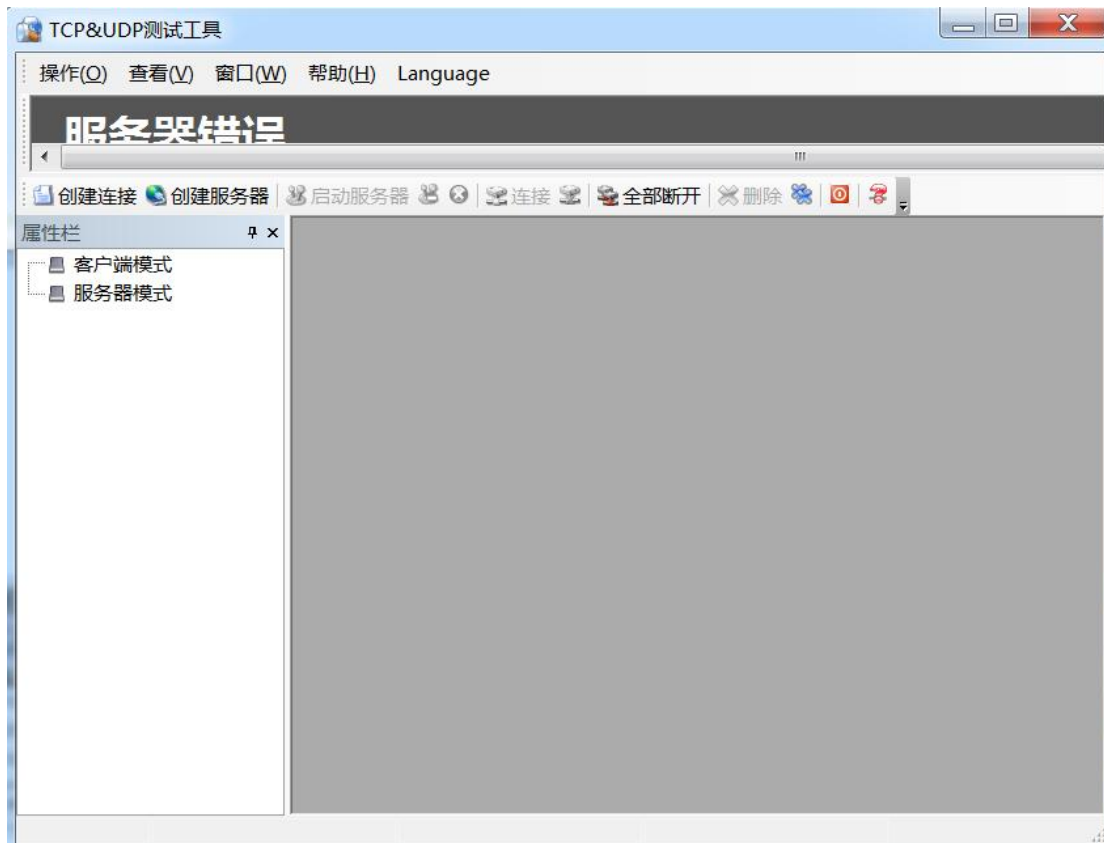 TCP&UDP测试工具
操作(O) 查看(V) 窗口(W) 帮助(H) Language
服务器错误
创建连接 创建服务器 启动服务器 连接 全部断开 删除
属性栏
客户端模式
服务器模式